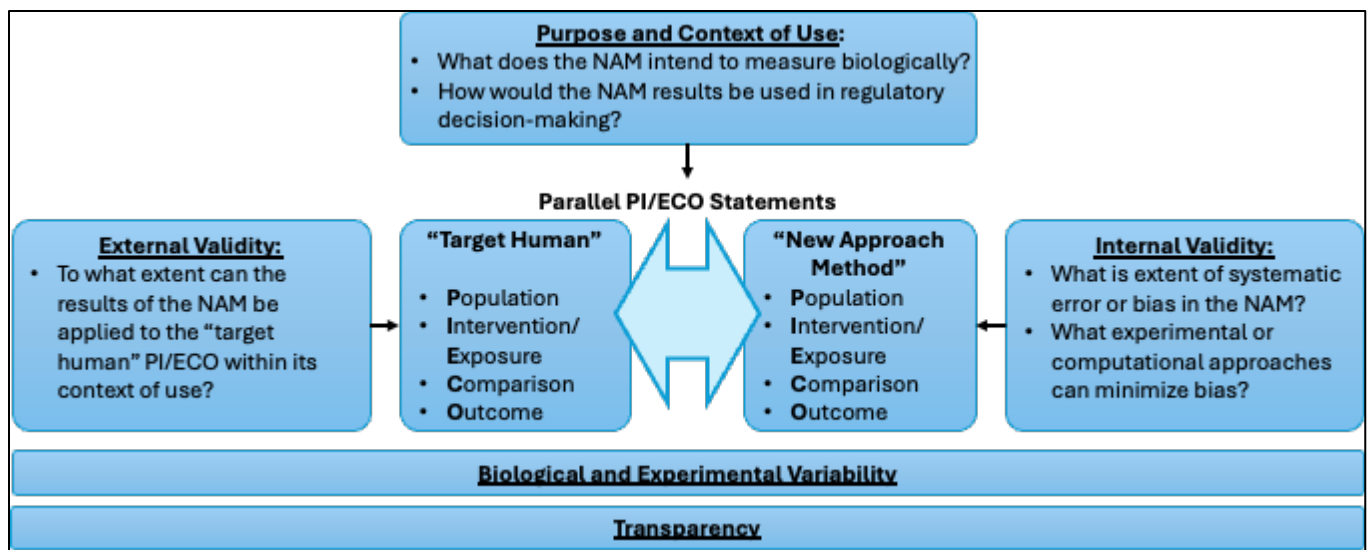 Purpose and Context of Use:
• What does the NAM intend to measure biologically?
• How would the NAM results be used in regulatory
decision-making?
Parallel PI/ECO Statements
External Validity:
• To what extent can the
results of the NAM be
applied to the “target
human” PI/ECO within its
context of use?
“Target Human”
• Population
• Intervention/
Exposure
• Comparison
• Outcome
“New Approach
Method”
• Population
• Intervention/
Exposure
• Comparison
• Outcome
Internal Validity:
• What is extent of systematic
error or bias in the NAM?
• What experimental or
computational approaches
can minimize bias?
Biological and Experimental Variability
Transparency